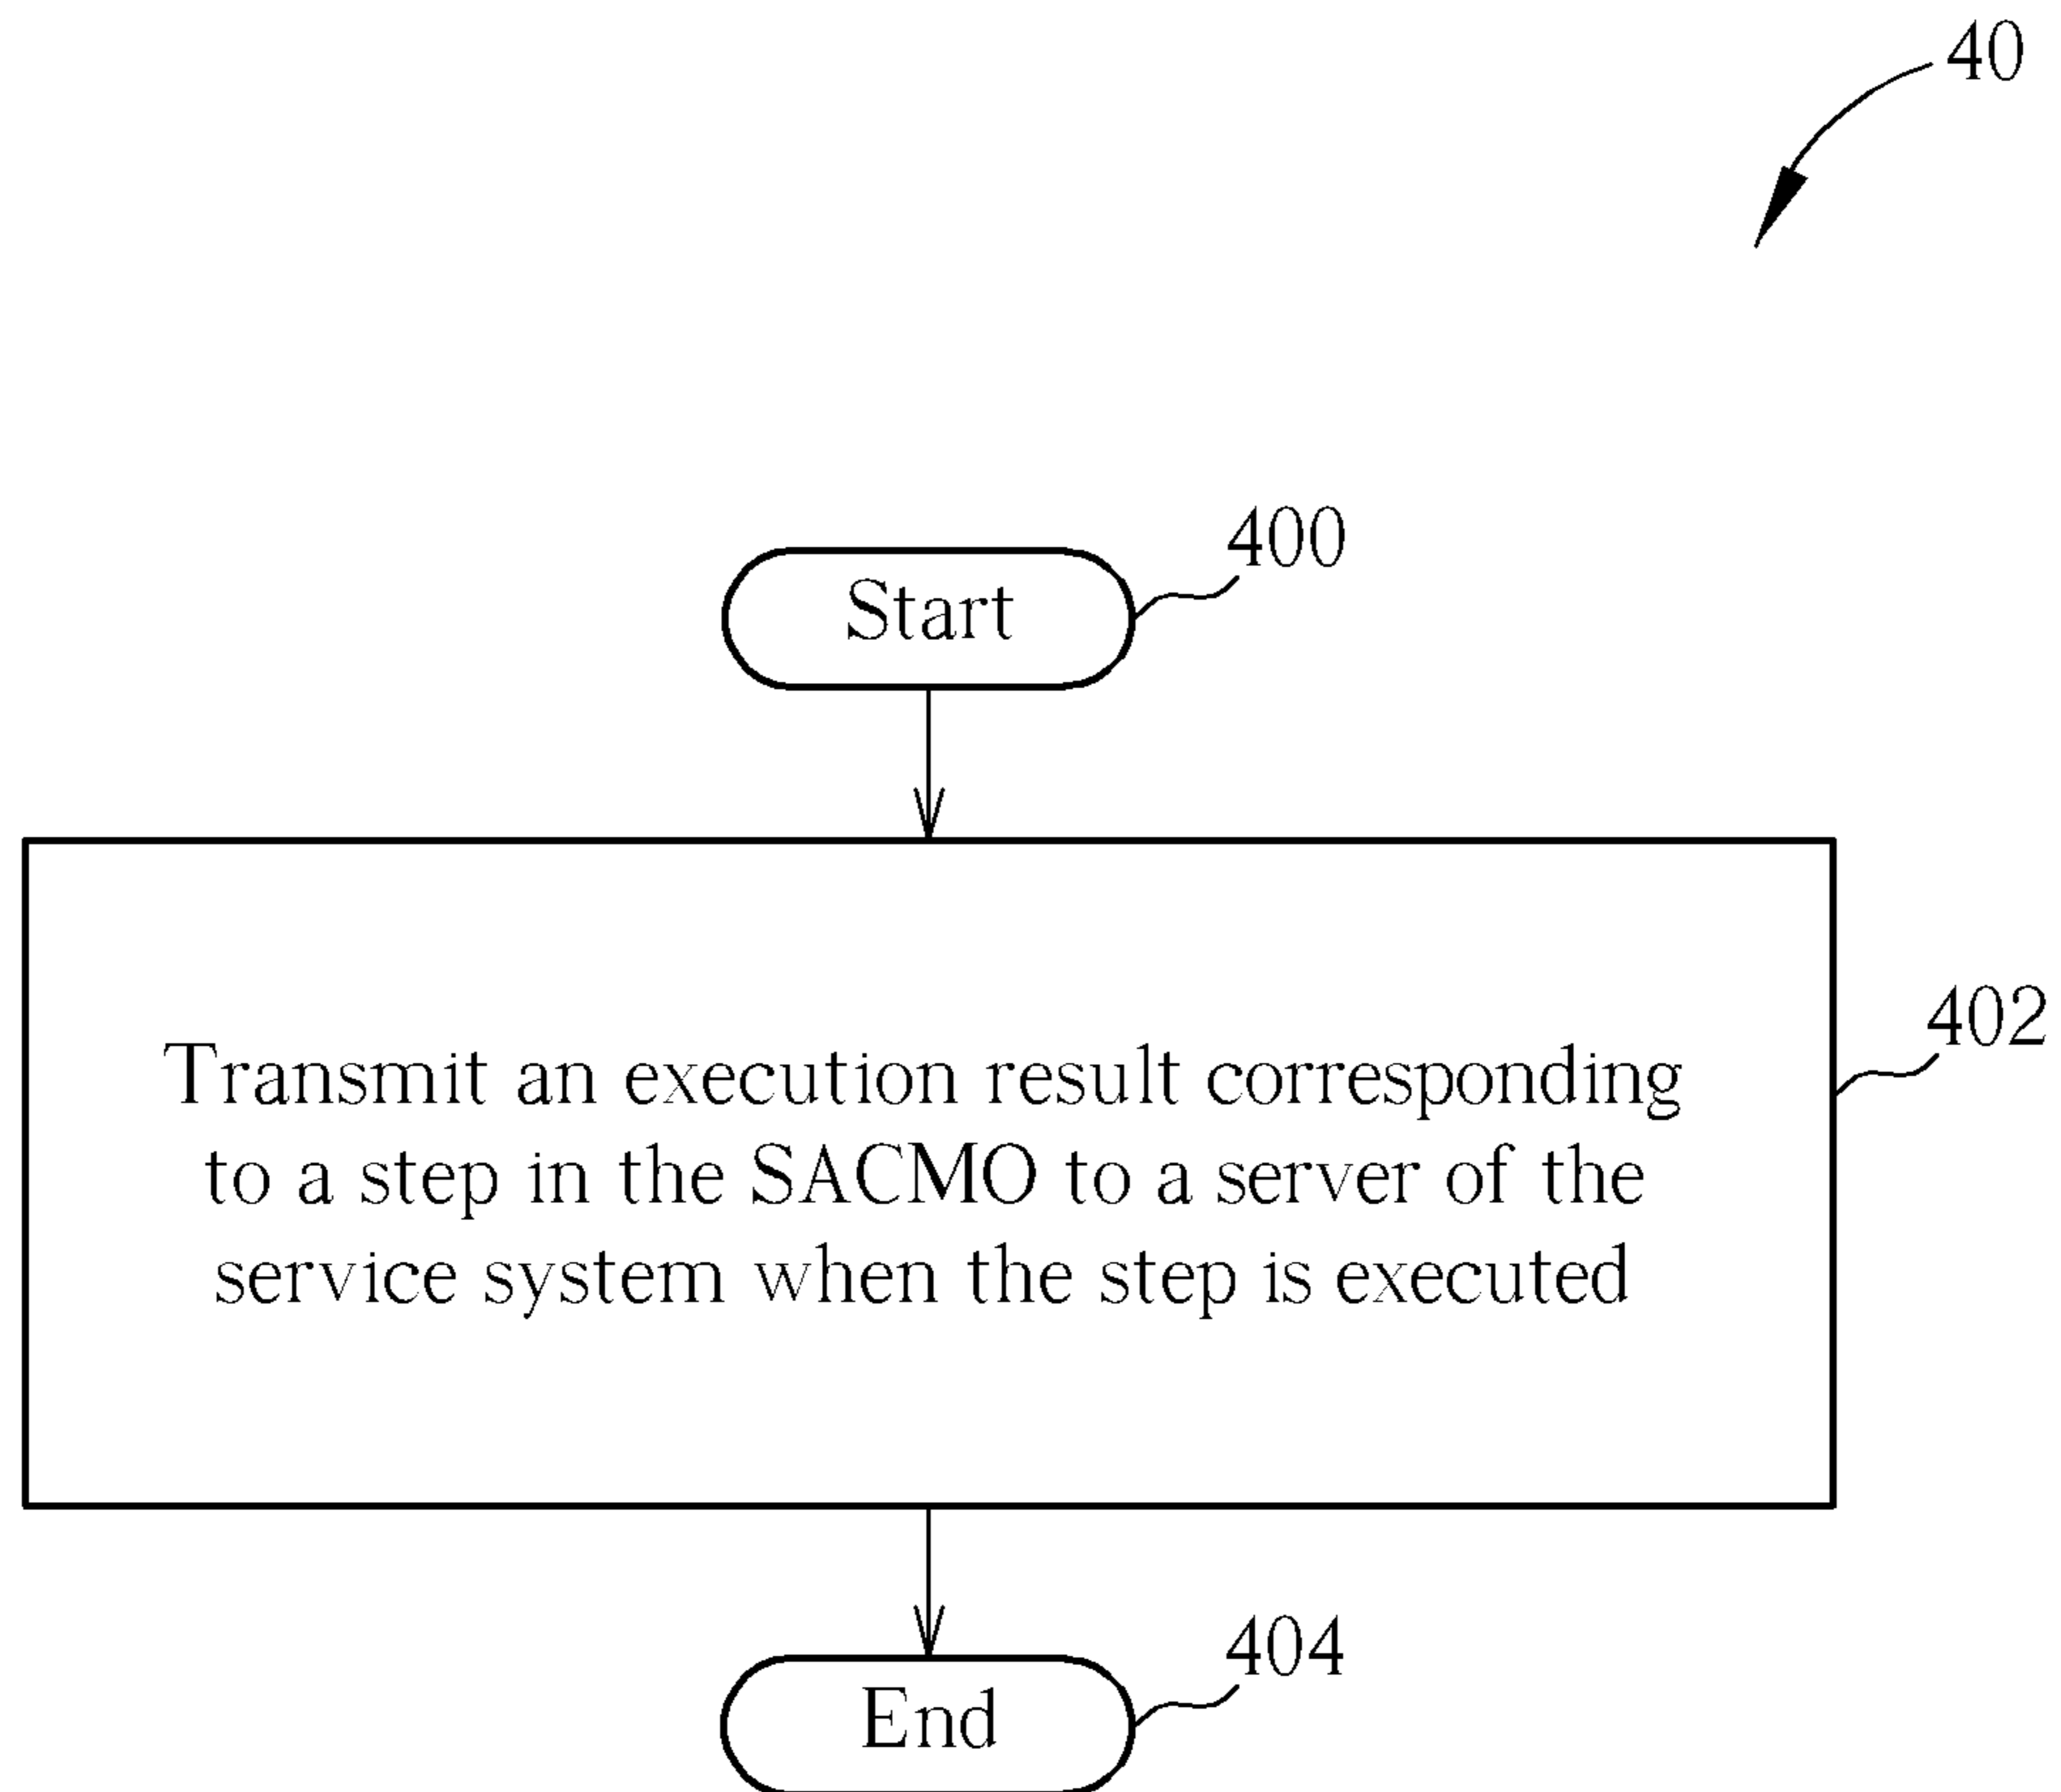 40
400
Start
402
Transmit an execution result corresponding
to a step in the SACMO to a server of the
service system when the step is executed
404
End